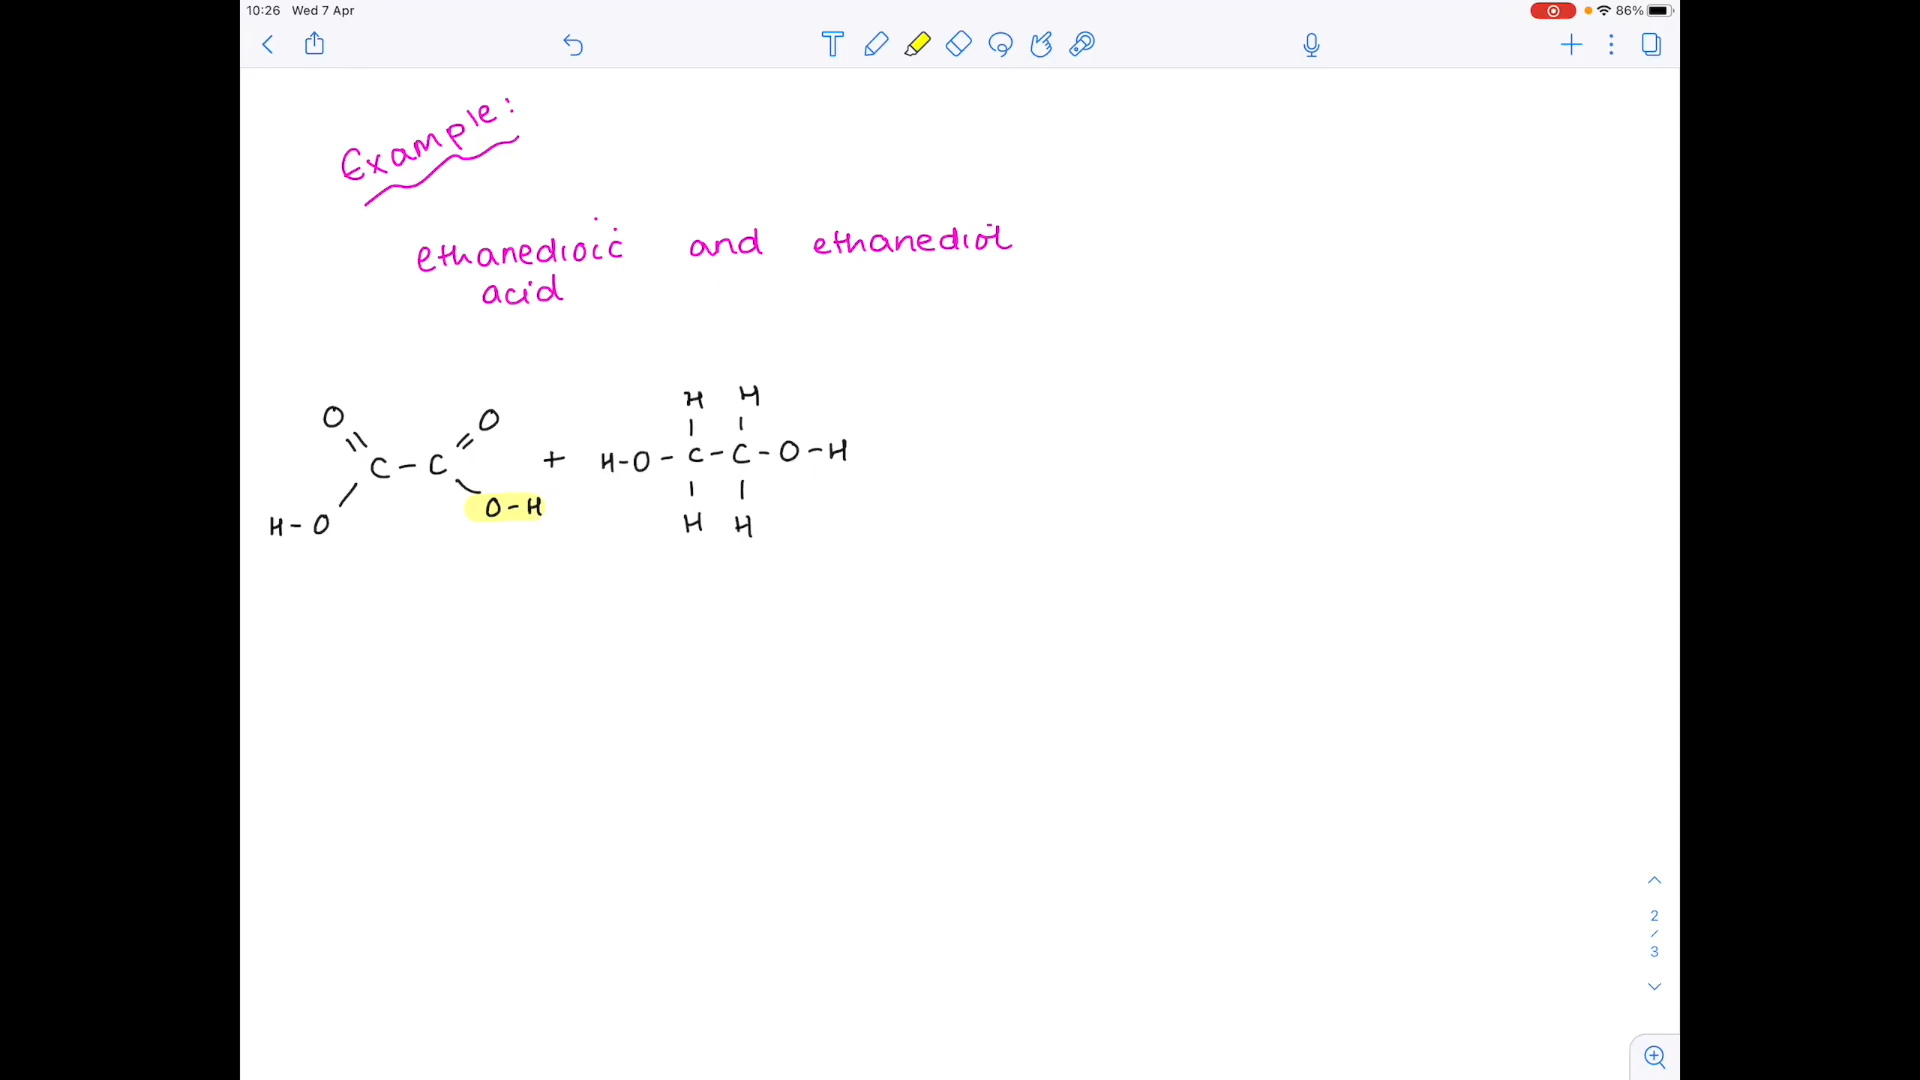 10:26 Wed 7 Apr 86%
T
Example:
ethanedioic and ethanediol
acid
H H
O O
C - C + H-O - C - C - O - H
H - O O - H
H H
2
/
3